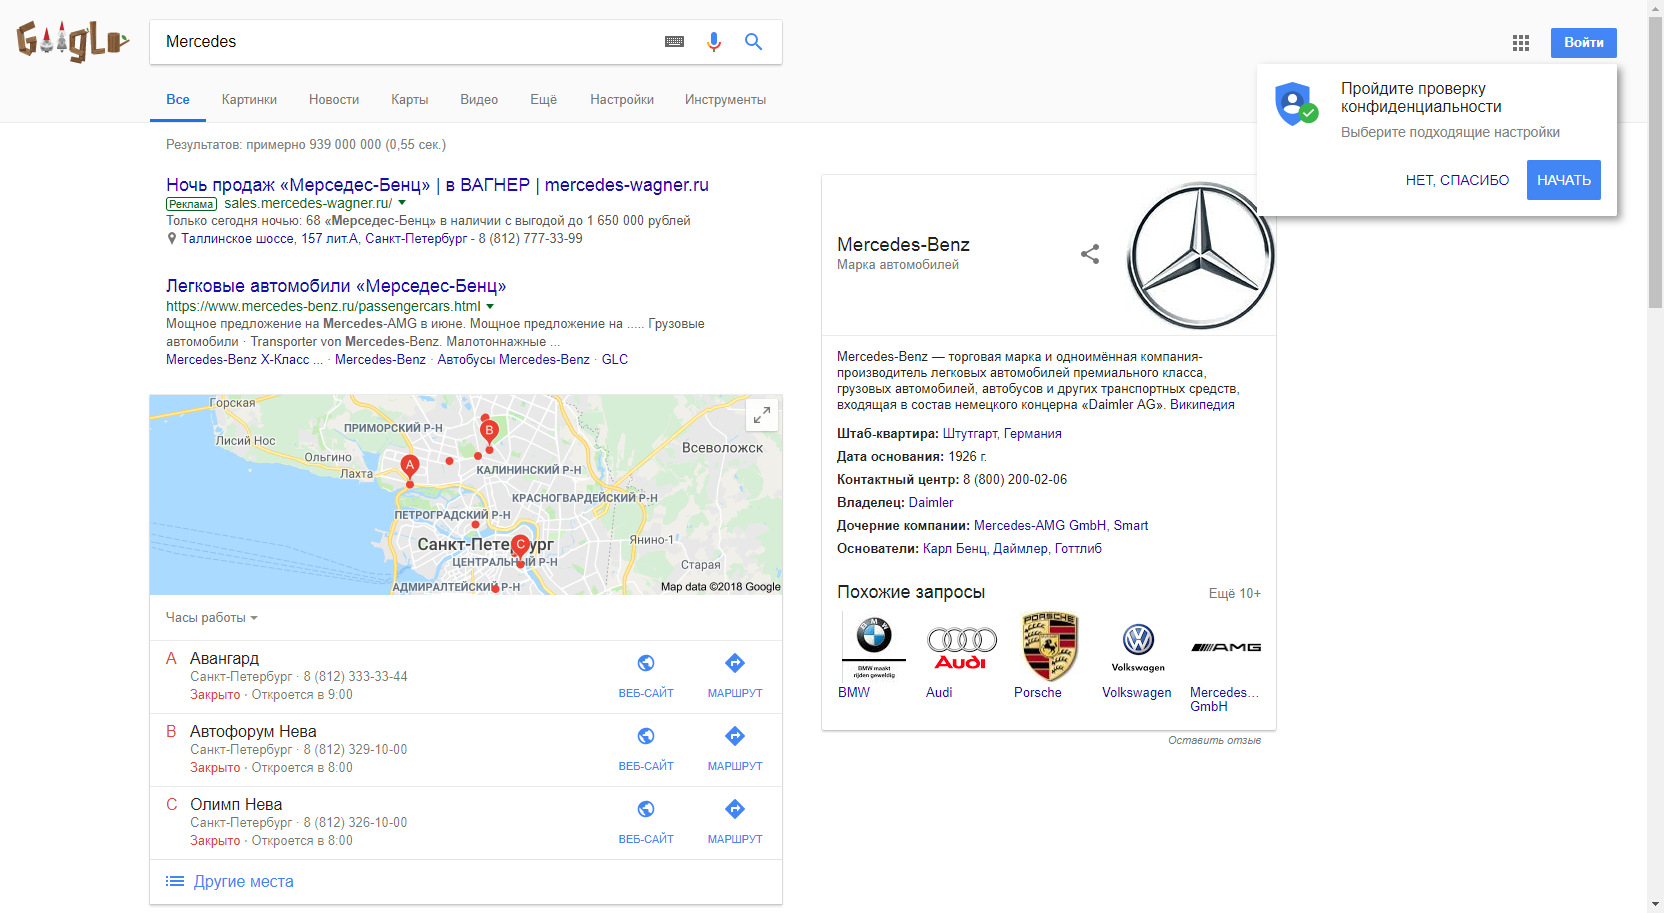 Google
Mercedes
Войти
Все
Картинки
Новости
Карты
Видео
Ещё
Настройки
Инструменты
Пройдите проверку
конфиденциальности
Выберите подходящие настройки
НЕТ, СПАСИБО
НАЧАТЬ
Результатов: примерно 939 000 000 (0,55 сек.)
Ночь продаж «Мерседес-Бенц» | в ВАГНЕР | mercedes-wagner.ru
Реклама sales.mercedes-wagner.ru/
Только сегодня ночью: 68 «Мерседес-Бенц» в наличии с выгодой до 1 650 000 рублей
Таллинское шоссе, 157 лит.А, Санкт-Петербург - 8 (812) 777-33-99
Легковые автомобили «Мерседес-Бенц»
https://www.mercedes-benz.ru/passengercars.html
Мощное предложение на Mercedes-AMG в июне. Мощное предложение на ..... Грузовые
автомобили · Transporter von Mercedes-Benz. Малотоннажные ...
Mercedes-Benz X-Класс ... · Mercedes-Benz · Автобусы Mercedes-Benz · GLC
Горская
ПРИМОРСКИЙ Р-Н
Лисий Нос
Ольгино
Лахта
Всеволожск
КАЛИНИНСКИЙ Р-Н
КРАСНОГВАРДЕЙСКИЙ Р-Н
ПЕТРОГРАДСКИЙ Р-Н
Янино-1
ЦЕНТРАЛЬНЫЙ Р-Н
Старая
АДМИРАЛТЕЙСКИЙ Р-Н
A
B
C
Map data ©2018 Google
Часы работы
A Авангард
Санкт-Петербург · 8 (812) 333-33-44
Закрыто · Откроется в 9:00
ВЕБ-САЙТ
МАРШРУТ
B Автофорум Нева
Санкт-Петербург · 8 (812) 329-10-00
Закрыто · Откроется в 8:00
ВЕБ-САЙТ
МАРШРУТ
C Олимп Нева
Санкт-Петербург · 8 (812) 326-10-00
Закрыто · Откроется в 8:00
ВЕБ-САЙТ
МАРШРУТ
Другие места
Mercedes-Benz
Марка автомобилей
Mercedes-Benz — торговая марка и одноимённая компания-
производитель легковых автомобилей премиального класса,
грузовых автомобилей, автобусов и других транспортных средств,
входящая в состав немецкого концерна «Daimler AG». Википедия
Штаб-квартира: Штутгарт, Германия
Дата основания: 1926 г.
Контактный центр: 8 (800) 200-02-06
Владелец: Daimler
Дочерние компании: Mercedes-AMG GmbH, Smart
Основатели: Карл Бенц, Даймлер, Готтлиб
Похожие запросы
Ещё 10+
BMW
BMW maakt
rijden geweldig
Audi
PORSCHE
Volkswagen
AMG
BMW
Audi
Porsche
Volkswagen
Mercedes...
GmbH
Оставить отзыв